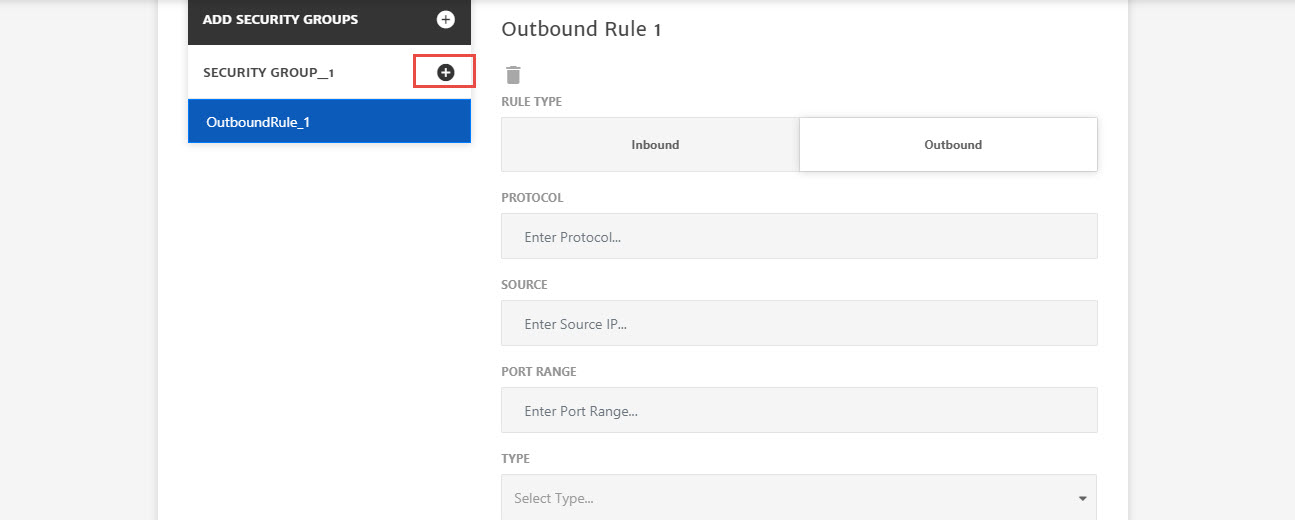 ADD SECURITY GROUPS
SECURITY GROUP__1
OutboundRule_1
Outbound Rule 1
RULE TYPE
Inbound
Outbound
PROTOCOL
Enter Protocol...
SOURCE
Enter Source IP...
PORT RANGE
Enter Port Range...
TYPE
Select Type...